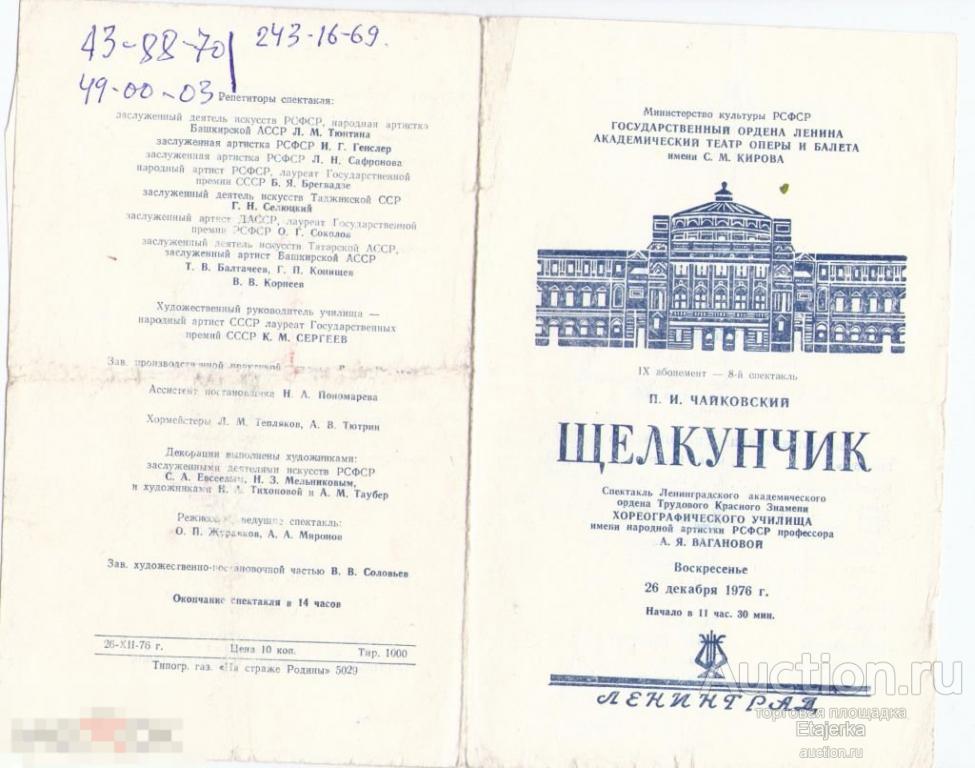 43-88-70
243-16-69.
49-00-03
Репетиторы спектакля:
заслуженный деятель искусств РСФСР, народная артистка
Башкирской АССР Л. М. Тюнтина
заслуженная артистка РСФСР И. Г. Генслер
заслуженная артистка РСФСР Л. Н. Сафронова
народный артист РСФСР, лауреат Государственной
премии СССР Б. Я. Брегвадзе
заслуженный деятель искусств Таджикской ССР
Г. Н. Селюцкий
заслуженный артист ДАССР, лауреат Государственной
премии РСФСР О. Г. Соколов
заслуженный деятель искусств Татарской АССР,
заслуженный артист Башкирской АССР
Т. В. Балтачеев, Г. П. Конищев
В. В. Корнеев
Художественный руководитель училища —
народный артист СССР лауреат Государственных
премий СССР К. М. СЕРГЕЕВ
Зав. производственной практикой
Ассистент постановщика Н. А. Пономарева
Хормейстеры Л. М. Тепляков, А. В. Тютрин
Декорации выполнены художниками:
заслуженными деятелями искусств РСФСР
С. А. Евсеевым, Н. З. Мельниковым,
и художниками Н. А. Тихоновой и А. М. Таубер
ведущие спектакль:
О. П. Журавков, А. А. Миронов
Зав. художественно-постановочной частью В. В. Соловьев
Окончание спектакля в 14 часов
26-XII-76 г. Цена 10 коп. Тир. 1000
Типогр. газ. «На страже Родины» 5029
Министерство культуры РСФСР
ГОСУДАРСТВЕННЫЙ ОРДЕНА ЛЕНИНА
АКАДЕМИЧЕСКИЙ ТЕАТР ОПЕРЫ И БАЛЕТА
имени С. М. КИРОВА
IX абонемент — 8-й спектакль
П. И. ЧАЙКОВСКИЙ
ЩЕЛКУНЧИК
Спектакль Ленинградского академического
ордена Трудового Красного Знамени
ХОРЕОГРАФИЧЕСКОГО УЧИЛИЩА
имени народной артистки РСФСР профессора
А. Я. ВАГАНОВОЙ
Воскресенье
26 декабря 1976 г.
Начало в 11 час. 30 мин.
ЛЕНИНГРАД
Auction.ru
торговая площадка
Etajerka
auction.ru